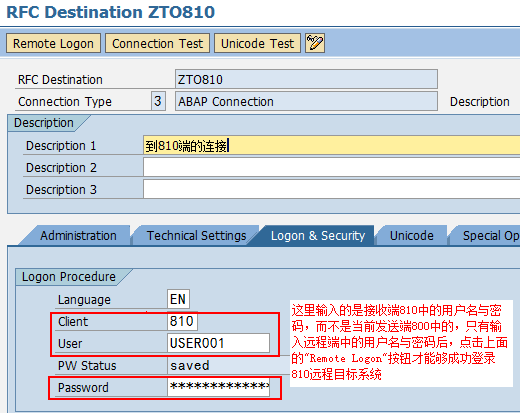 RFC Destination ZTO810
Remote Logon Connection Test Unicode Test
RFC Destination ZTO810
Connection Type 3 ABAP Connection Description
Description
Description 1 到810端的连接
Description 2
Description 3
Administration Technical Settings Logon & Security Unicode Special Op
Logon Procedure
Language EN
Client 810
User USER001
PW Status saved
Password *************
这里输入的是接收端810中的用户名与密
码，而不是当前发送端800中的，只有输
入远程端中的用户名与密码后，点击上面
的"Remote Logon"按钮才能够成功登录
810远程目标系统